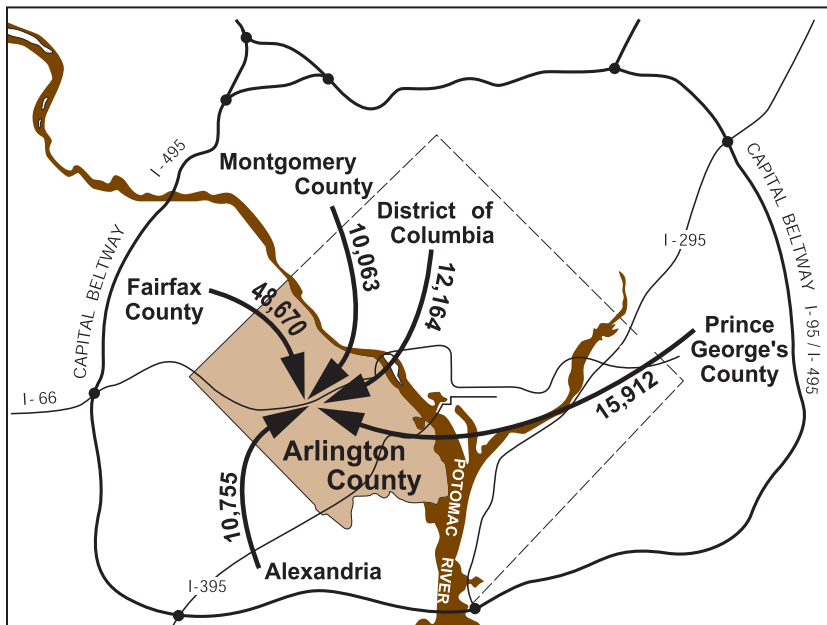 I-495
Montgomery
County
District of
Columbia
10,063
12,164
I-295
CAPITAL BELTWAY I-95 / I-495
CAPITAL BELTWAY
Fairfax
County
48,670
Prince
George's
County
15,912
I-66
Arlington
County
10,755
POTOMAC RIVER
Alexandria
I-395